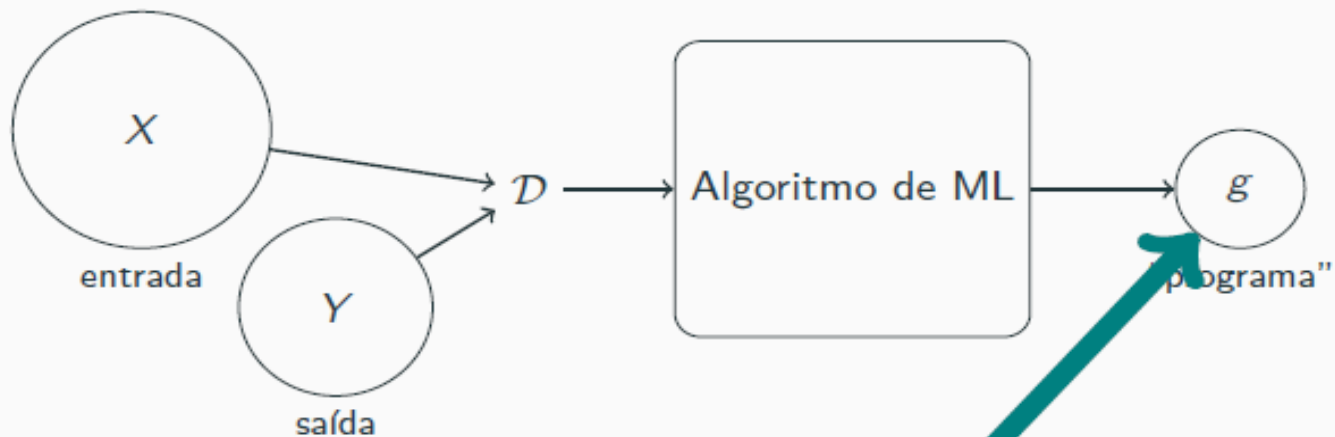 X
entrada
Y
saída
𝒟
Algoritmo de ML
g
"programa"